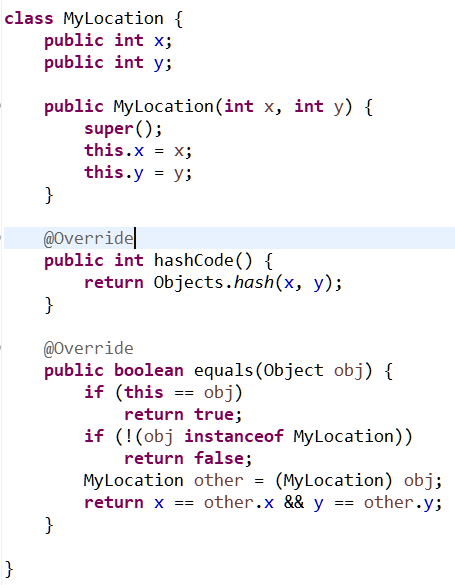 class MyLocation {
    public int x;
    public int y;

    public MyLocation(int x, int y) {
        super();
        this.x = x;
        this.y = y;
    }

    @Override
    public int hashCode() {
        return Objects.hash(x, y);
    }

    @Override
    public boolean equals(Object obj) {
        if (this == obj)
            return true;
        if (!(obj instanceof MyLocation))
            return false;
        MyLocation other = (MyLocation) obj;
        return x == other.x && y == other.y;
    }

}